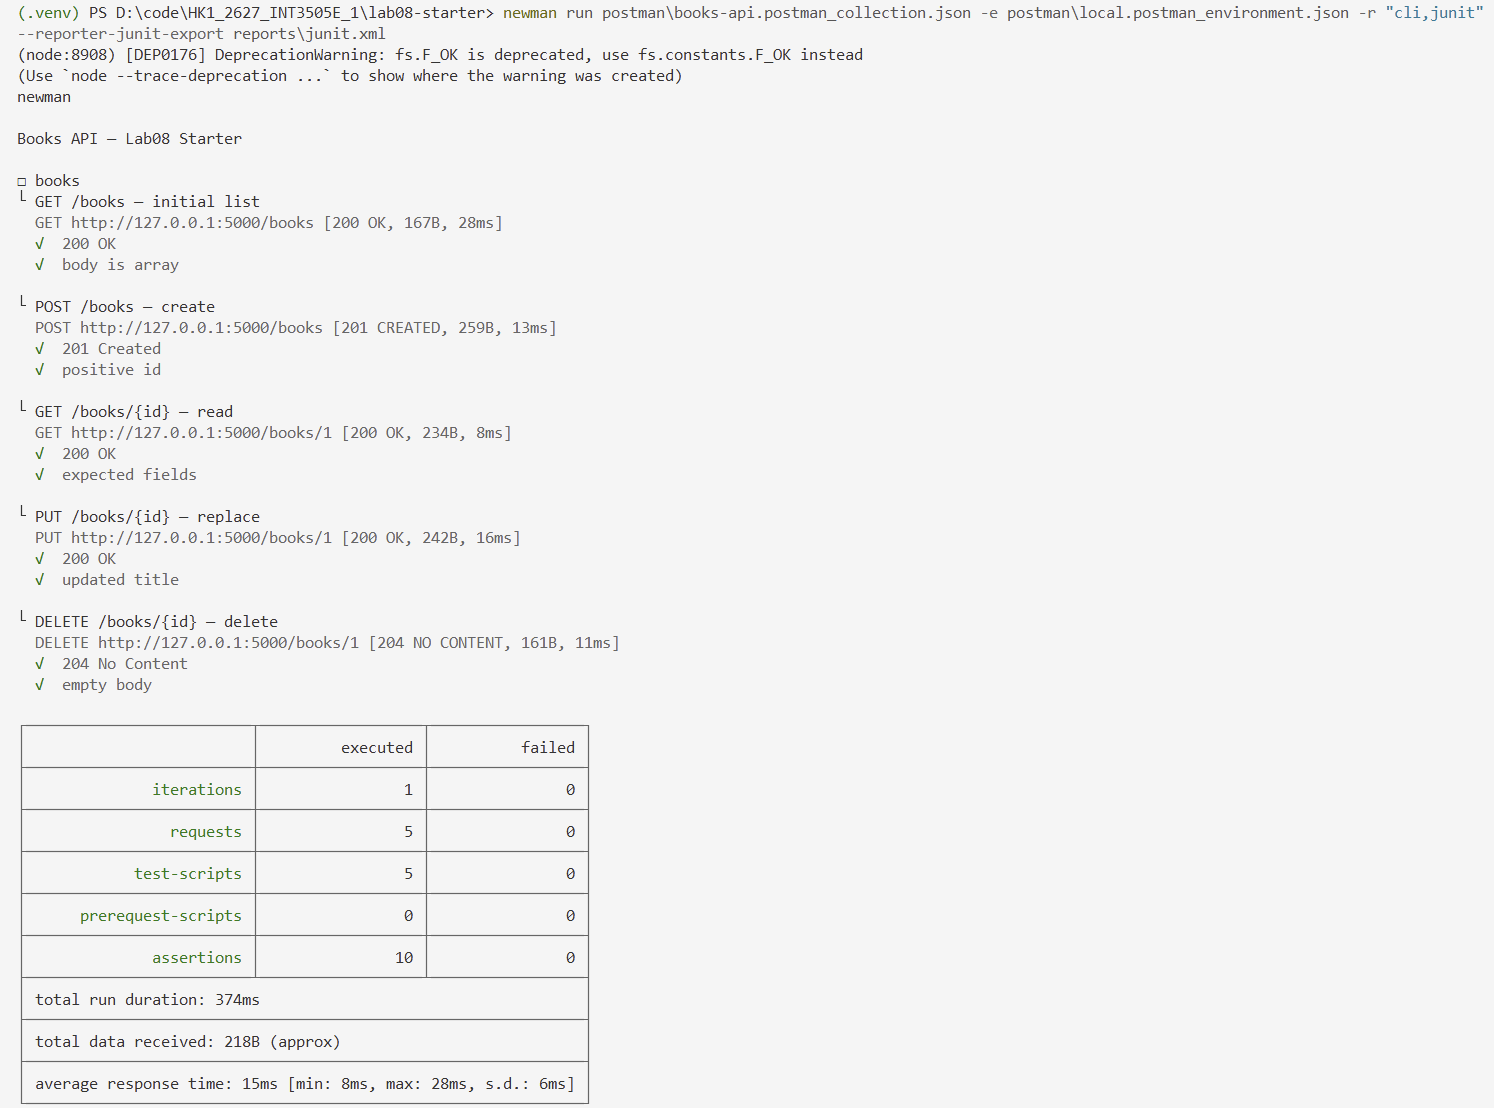 (.venv) PS D:\code\HK1_2627_INT3505E_1\lab08-starter> newman run postman\books-api.postman_collection.json -e postman\local.postman_environment.json -r "cli,junit"
--reporter-junit-export reports\junit.xml
(node:8908) [DEP0176] DeprecationWarning: fs.F_OK is deprecated, use fs.constants.F_OK instead
(Use `node --trace-deprecation ...` to show where the warning was created)
newman
Books API — Lab08 Starter
□ books
└ GET /books — initial list
GET http://127.0.0.1:5000/books [200 OK, 167B, 28ms]
√ 200 OK
√ body is array
└ POST /books — create
POST http://127.0.0.1:5000/books [201 CREATED, 259B, 13ms]
√ 201 Created
√ positive id
└ GET /books/{id} — read
GET http://127.0.0.1:5000/books/1 [200 OK, 234B, 8ms]
√ 200 OK
√ expected fields
└ PUT /books/{id} — replace
PUT http://127.0.0.1:5000/books/1 [200 OK, 242B, 16ms]
√ 200 OK
√ updated title
└ DELETE /books/{id} — delete
DELETE http://127.0.0.1:5000/books/1 [204 NO CONTENT, 161B, 11ms]
√ 204 No Content
√ empty body
executed failed
iterations 1 0
requests 5 0
test-scripts 5 0
prerequest-scripts 0 0
assertions 10 0
total run duration: 374ms
total data received: 218B (approx)
average response time: 15ms [min: 8ms, max: 28ms, s.d.: 6ms]